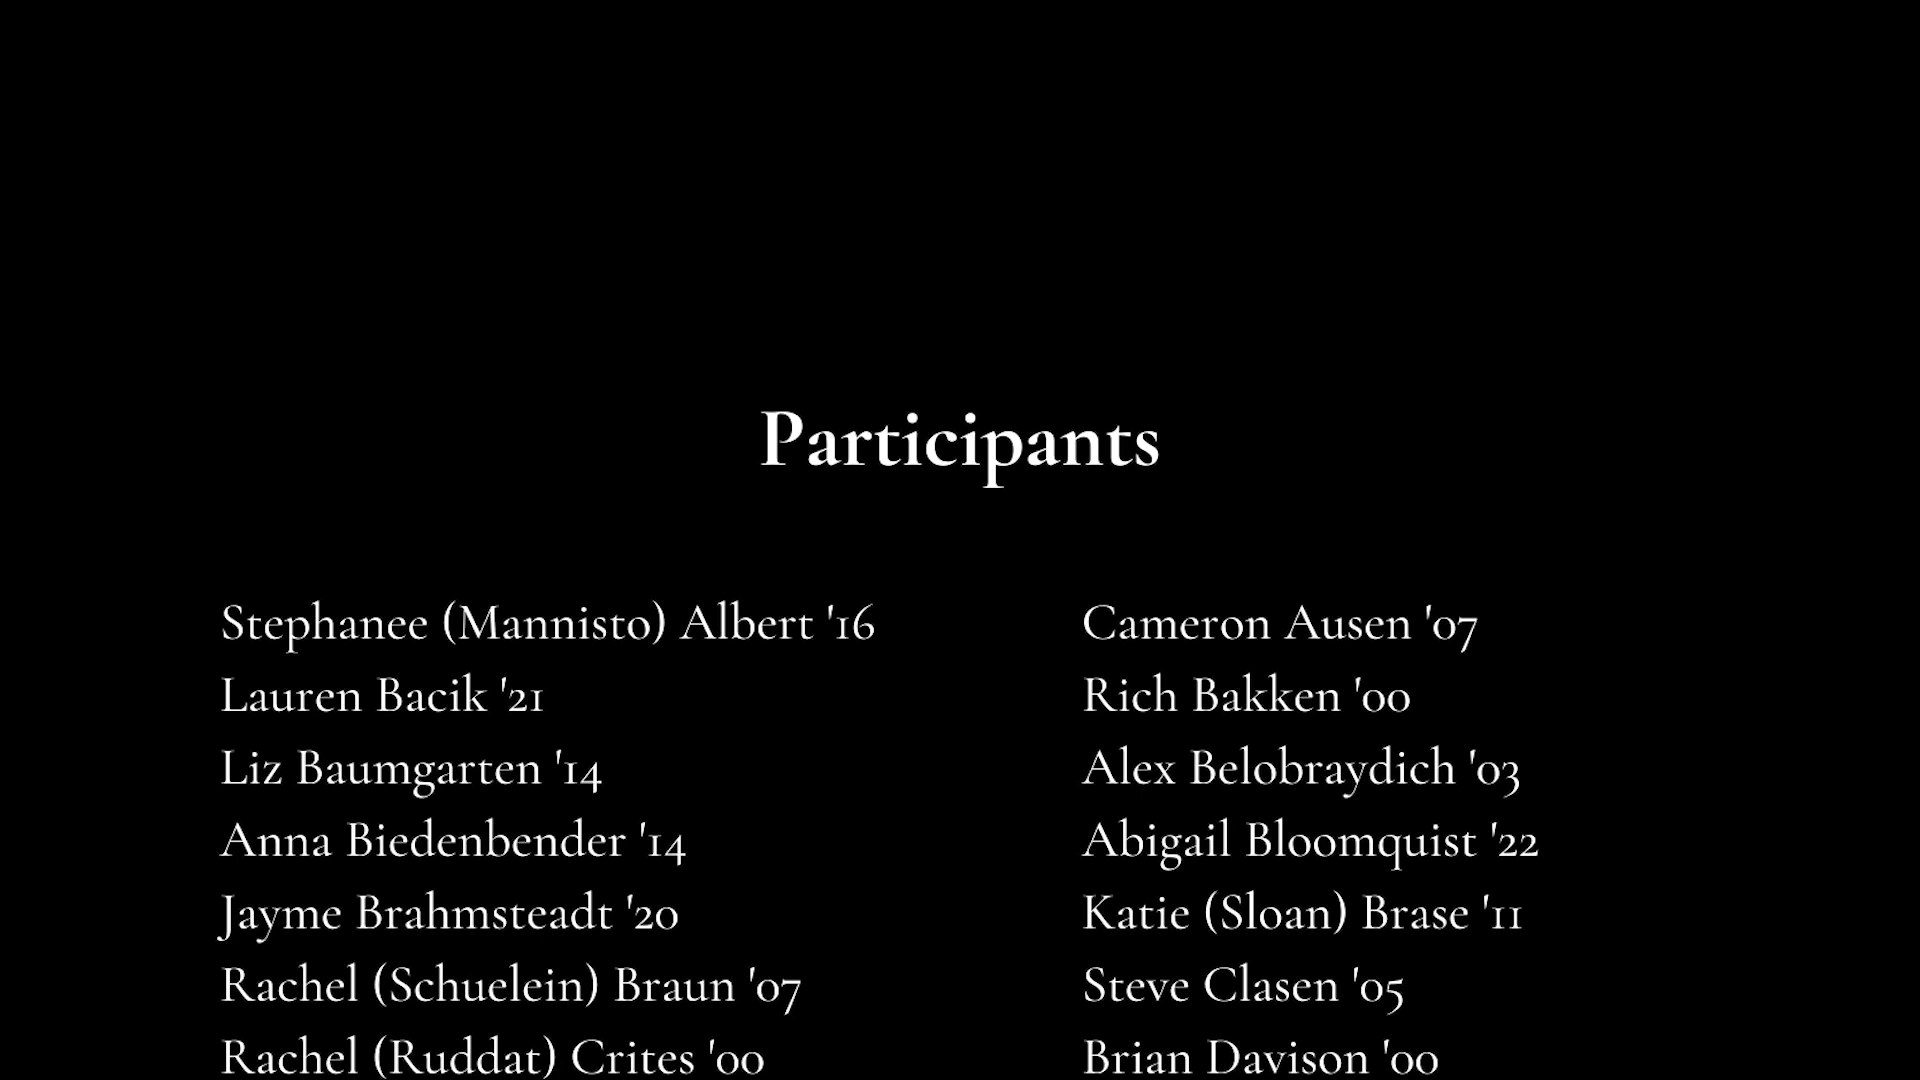 Participants
Stephanee (Mannisto) Albert '16
Lauren Bacik '21
Liz Baumgarten '14
Anna Biedenbender '14
Jayme Brahmsteadt '20
Rachel (Schuelein) Braun '07
Rachel (Ruddat) Crites '00
Cameron Ausen '07
Rich Bakken '00
Alex Belobraydich '03
Abigail Bloomquist '22
Katie (Sloan) Brase '11
Steve Clasen '05
Brian Davison '00